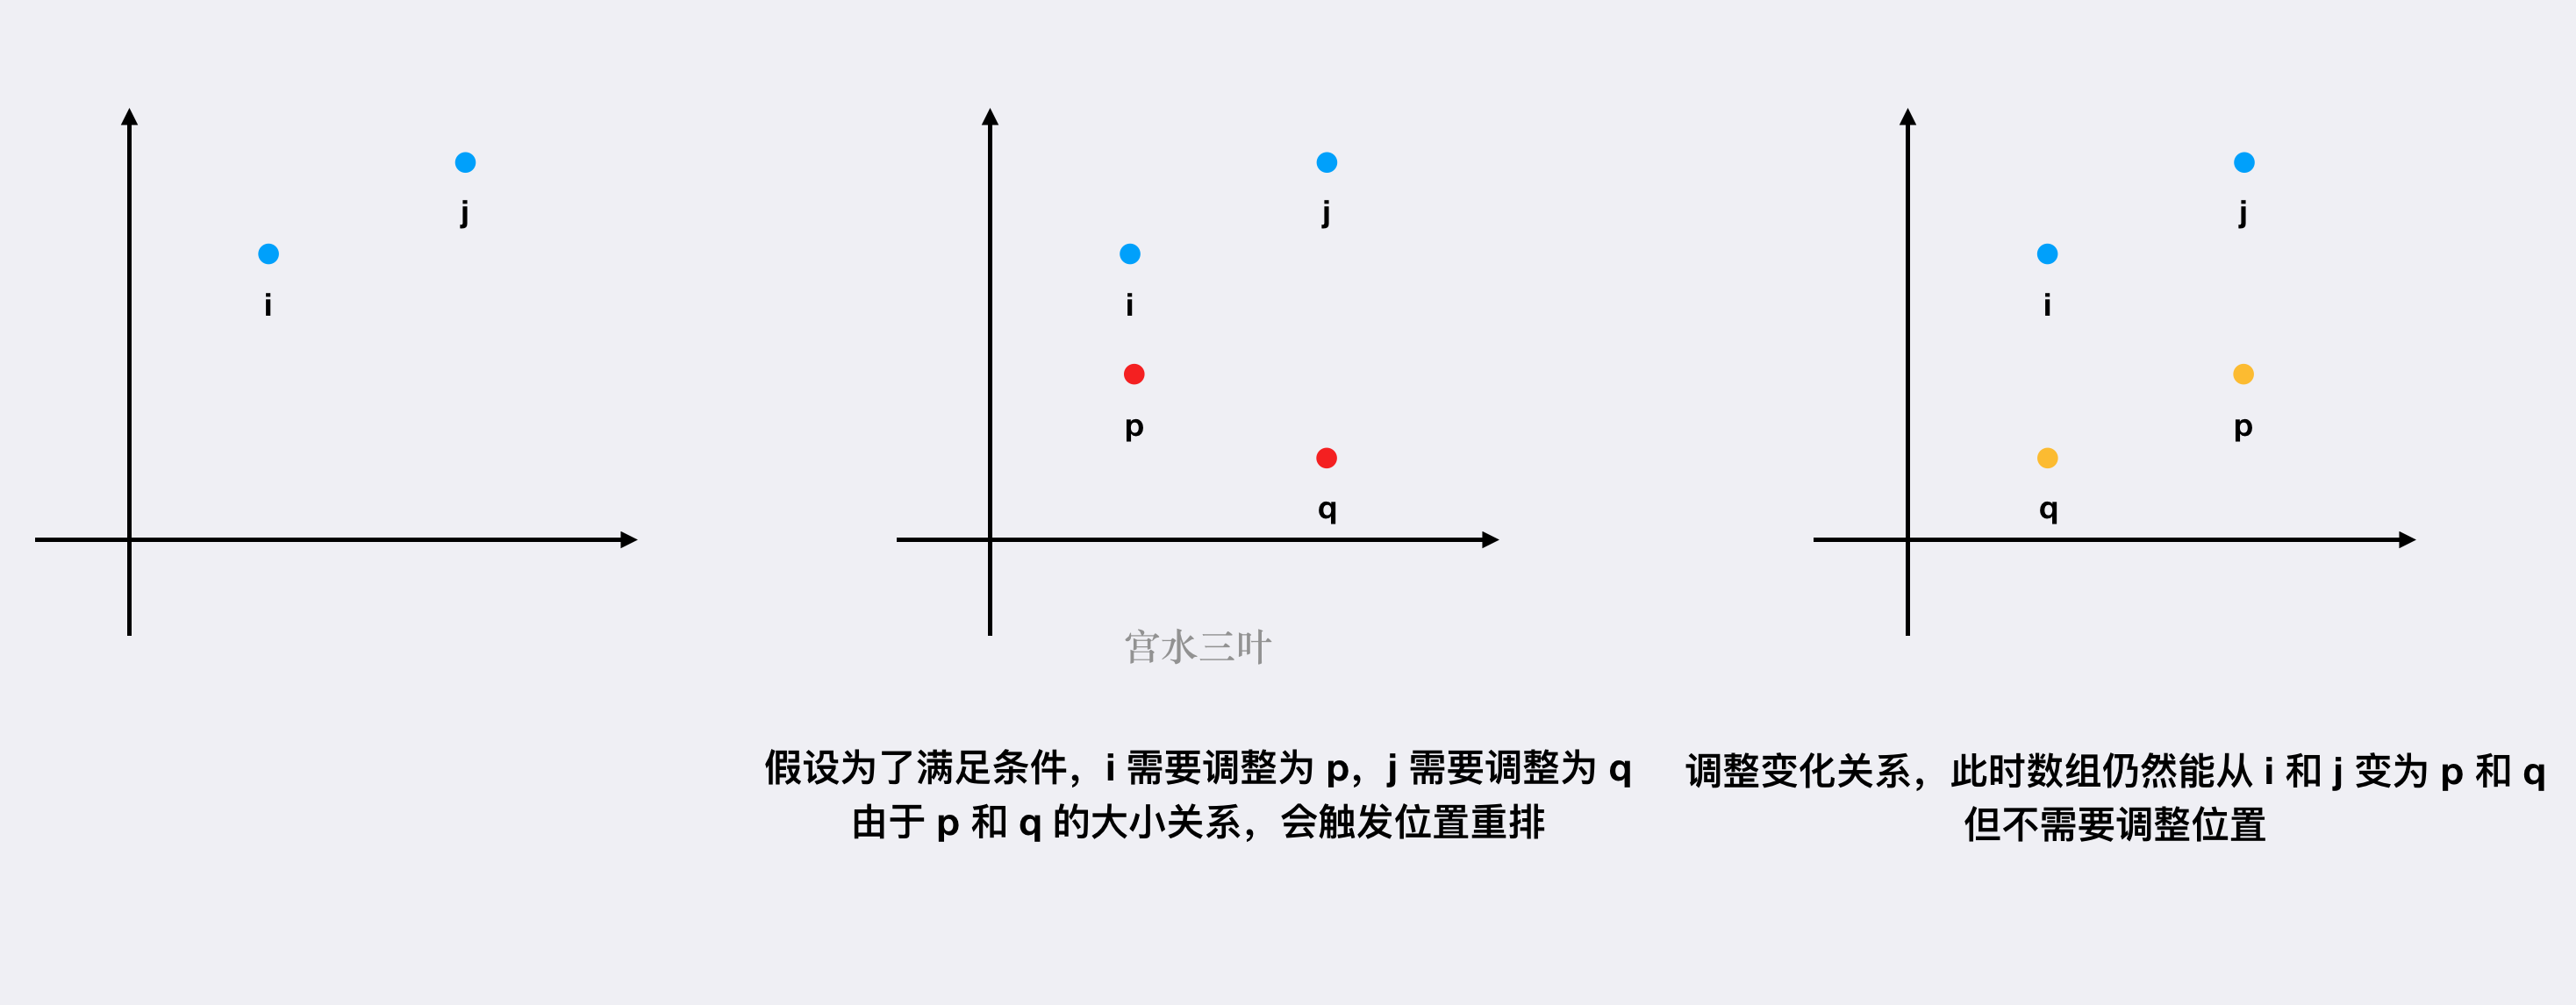 j
i
j
i
p
q
j
i
p
q
宫水三叶
假设为了满足条件，i 需要调整为 p，j 需要调整为 q
由于 p 和 q 的大小关系，会触发位置重排
调整变化关系，此时数组仍然能从 i 和 j 变为 p 和 q
但不需要调整位置